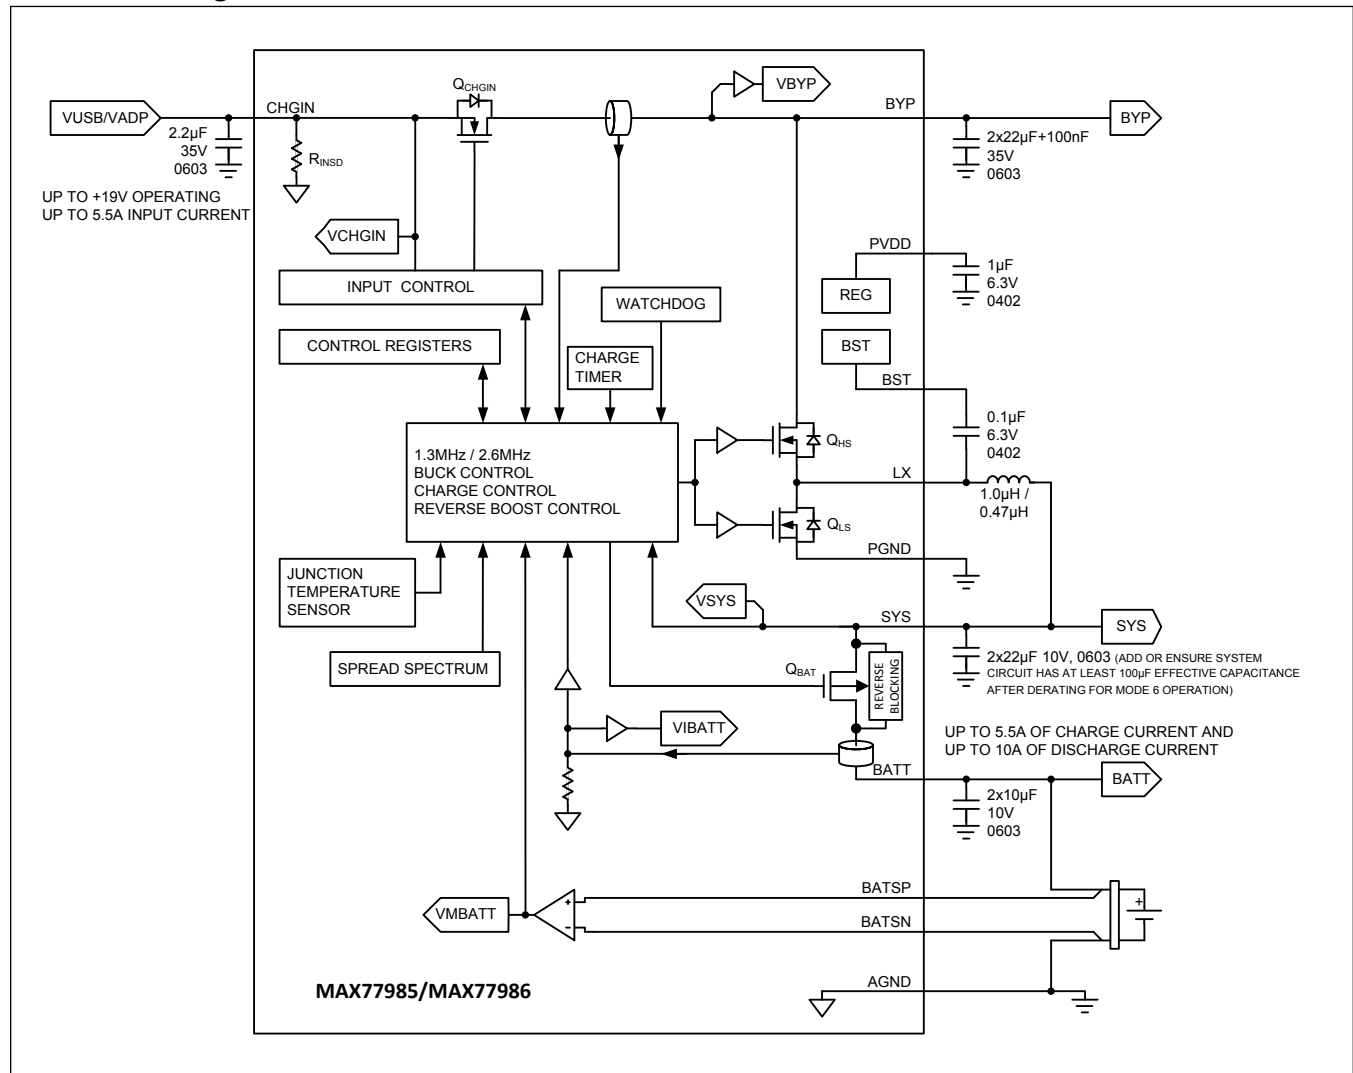 VUSB/VADP
2.2µF
35V
0603
UP TO +19V OPERATING
UP TO 5.5A INPUT CURRENT
CHGIN
QCHGIN
RINSD
VCHGIN
INPUT CONTROL
CONTROL REGISTERS
WATCHDOG
CHARGE
TIMER
VBYP
BYP
BYP
2x22µF+100nF
35V
0603
PVDD
REG
1µF
6.3V
0402
BST
BST
0.1µF
6.3V
0402
1.3MHz / 2.6MHz
BUCK CONTROL
CHARGE CONTROL
REVERSE BOOST CONTROL
QHS
LX
1.0µH /
0.47µH
QLS
PGND
JUNCTION
TEMPERATURE
SENSOR
SPREAD SPECTRUM
VSYS
SYS
SYS
2x22µF 10V, 0603 (ADD OR ENSURE SYSTEM
CIRCUIT HAS AT LEAST 100µF EFFECTIVE CAPACITANCE
AFTER DERATING FOR MODE 6 OPERATION)
QBAT
REVERSE
BLOCKING
VIBATT
UP TO 5.5A OF CHARGE CURRENT AND
UP TO 10A OF DISCHARGE CURRENT
BATT
BATT
2x10µF
10V
0603
BATSP
VMBATT
+
-
BATSN
+
AGND
MAX77985/MAX77986